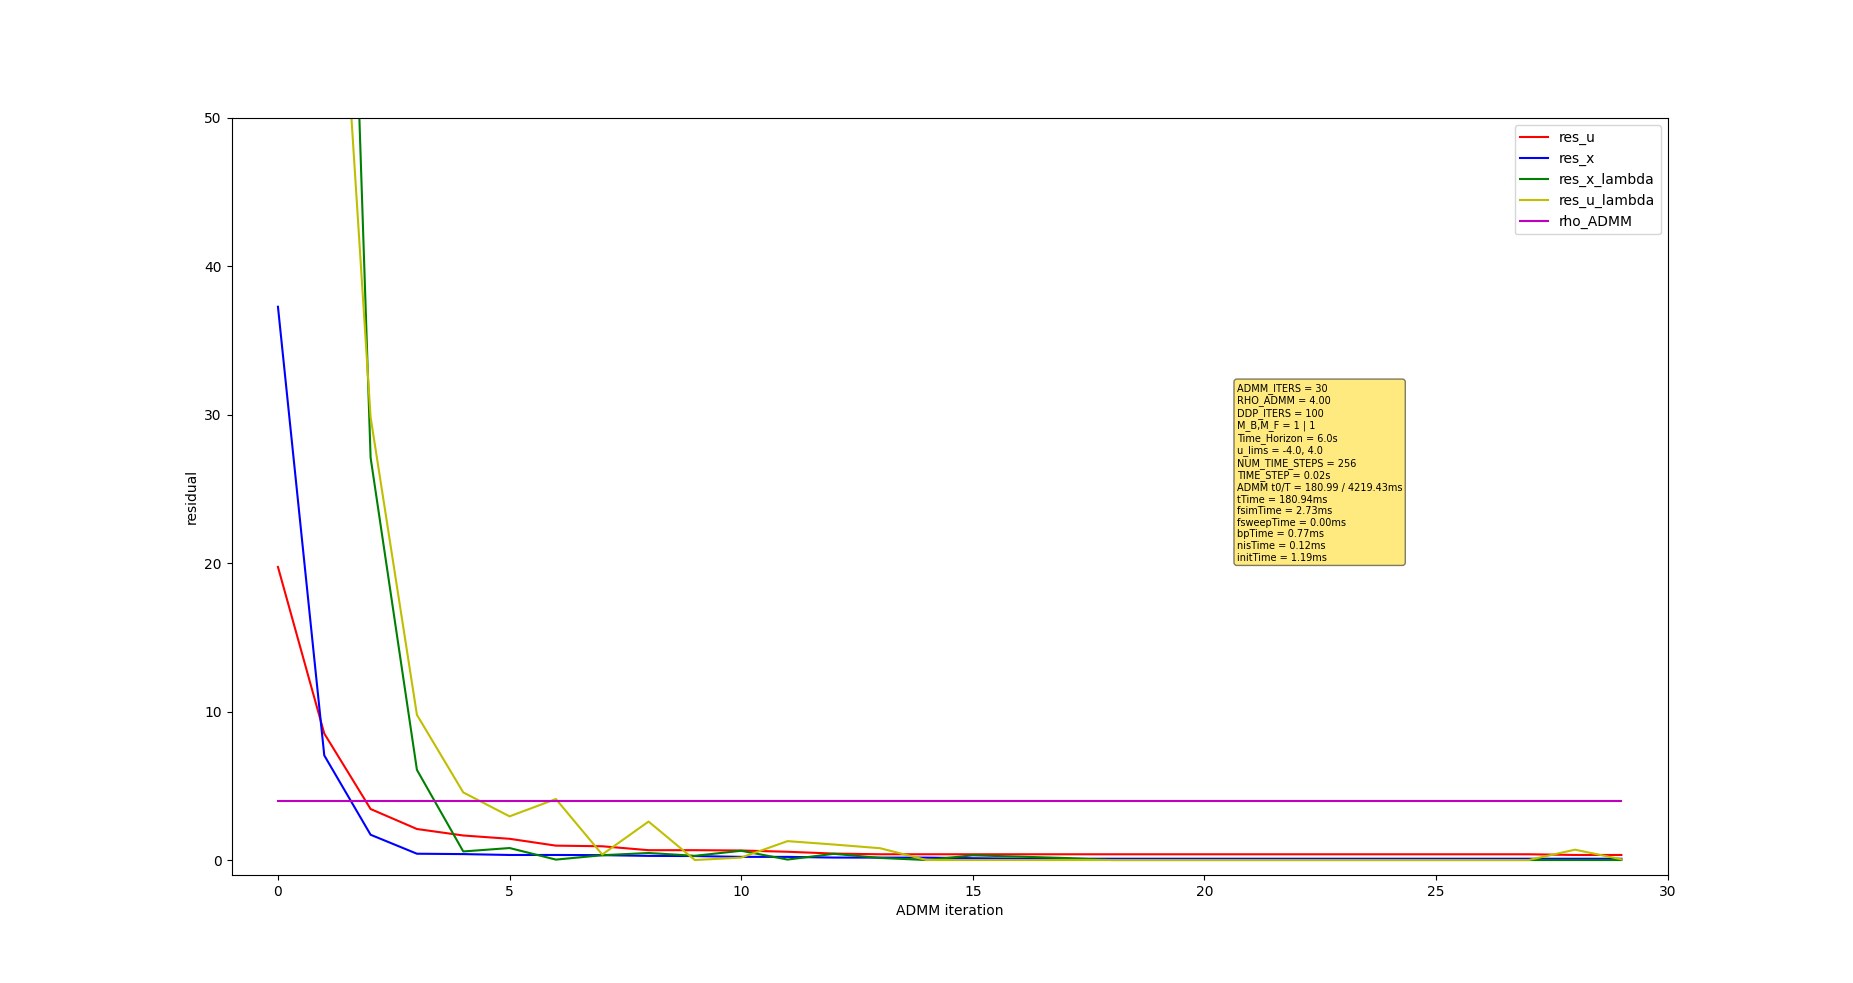 50
40
30
20
10
0
residual
0 5 10 15 20 25 30
ADMM iteration
res_u
res_x
res_x_lambda
res_u_lambda
rho_ADMM
ADMM_ITERS = 30
RHO_ADMM = 4.00
DDP_ITERS = 100
M_B,M_F = 1 | 1
Time_Horizon = 6.0s
u_lims = -4.0, 4.0
NUM_TIME_STEPS = 256
TIME_STEP = 0.02s
ADMM t0/T = 180.99 / 4219.43ms
tTime = 180.94ms
fsimTime = 2.73ms
fsweepTime = 0.00ms
bpTime = 0.77ms
nisTime = 0.12ms
initTime = 1.19ms